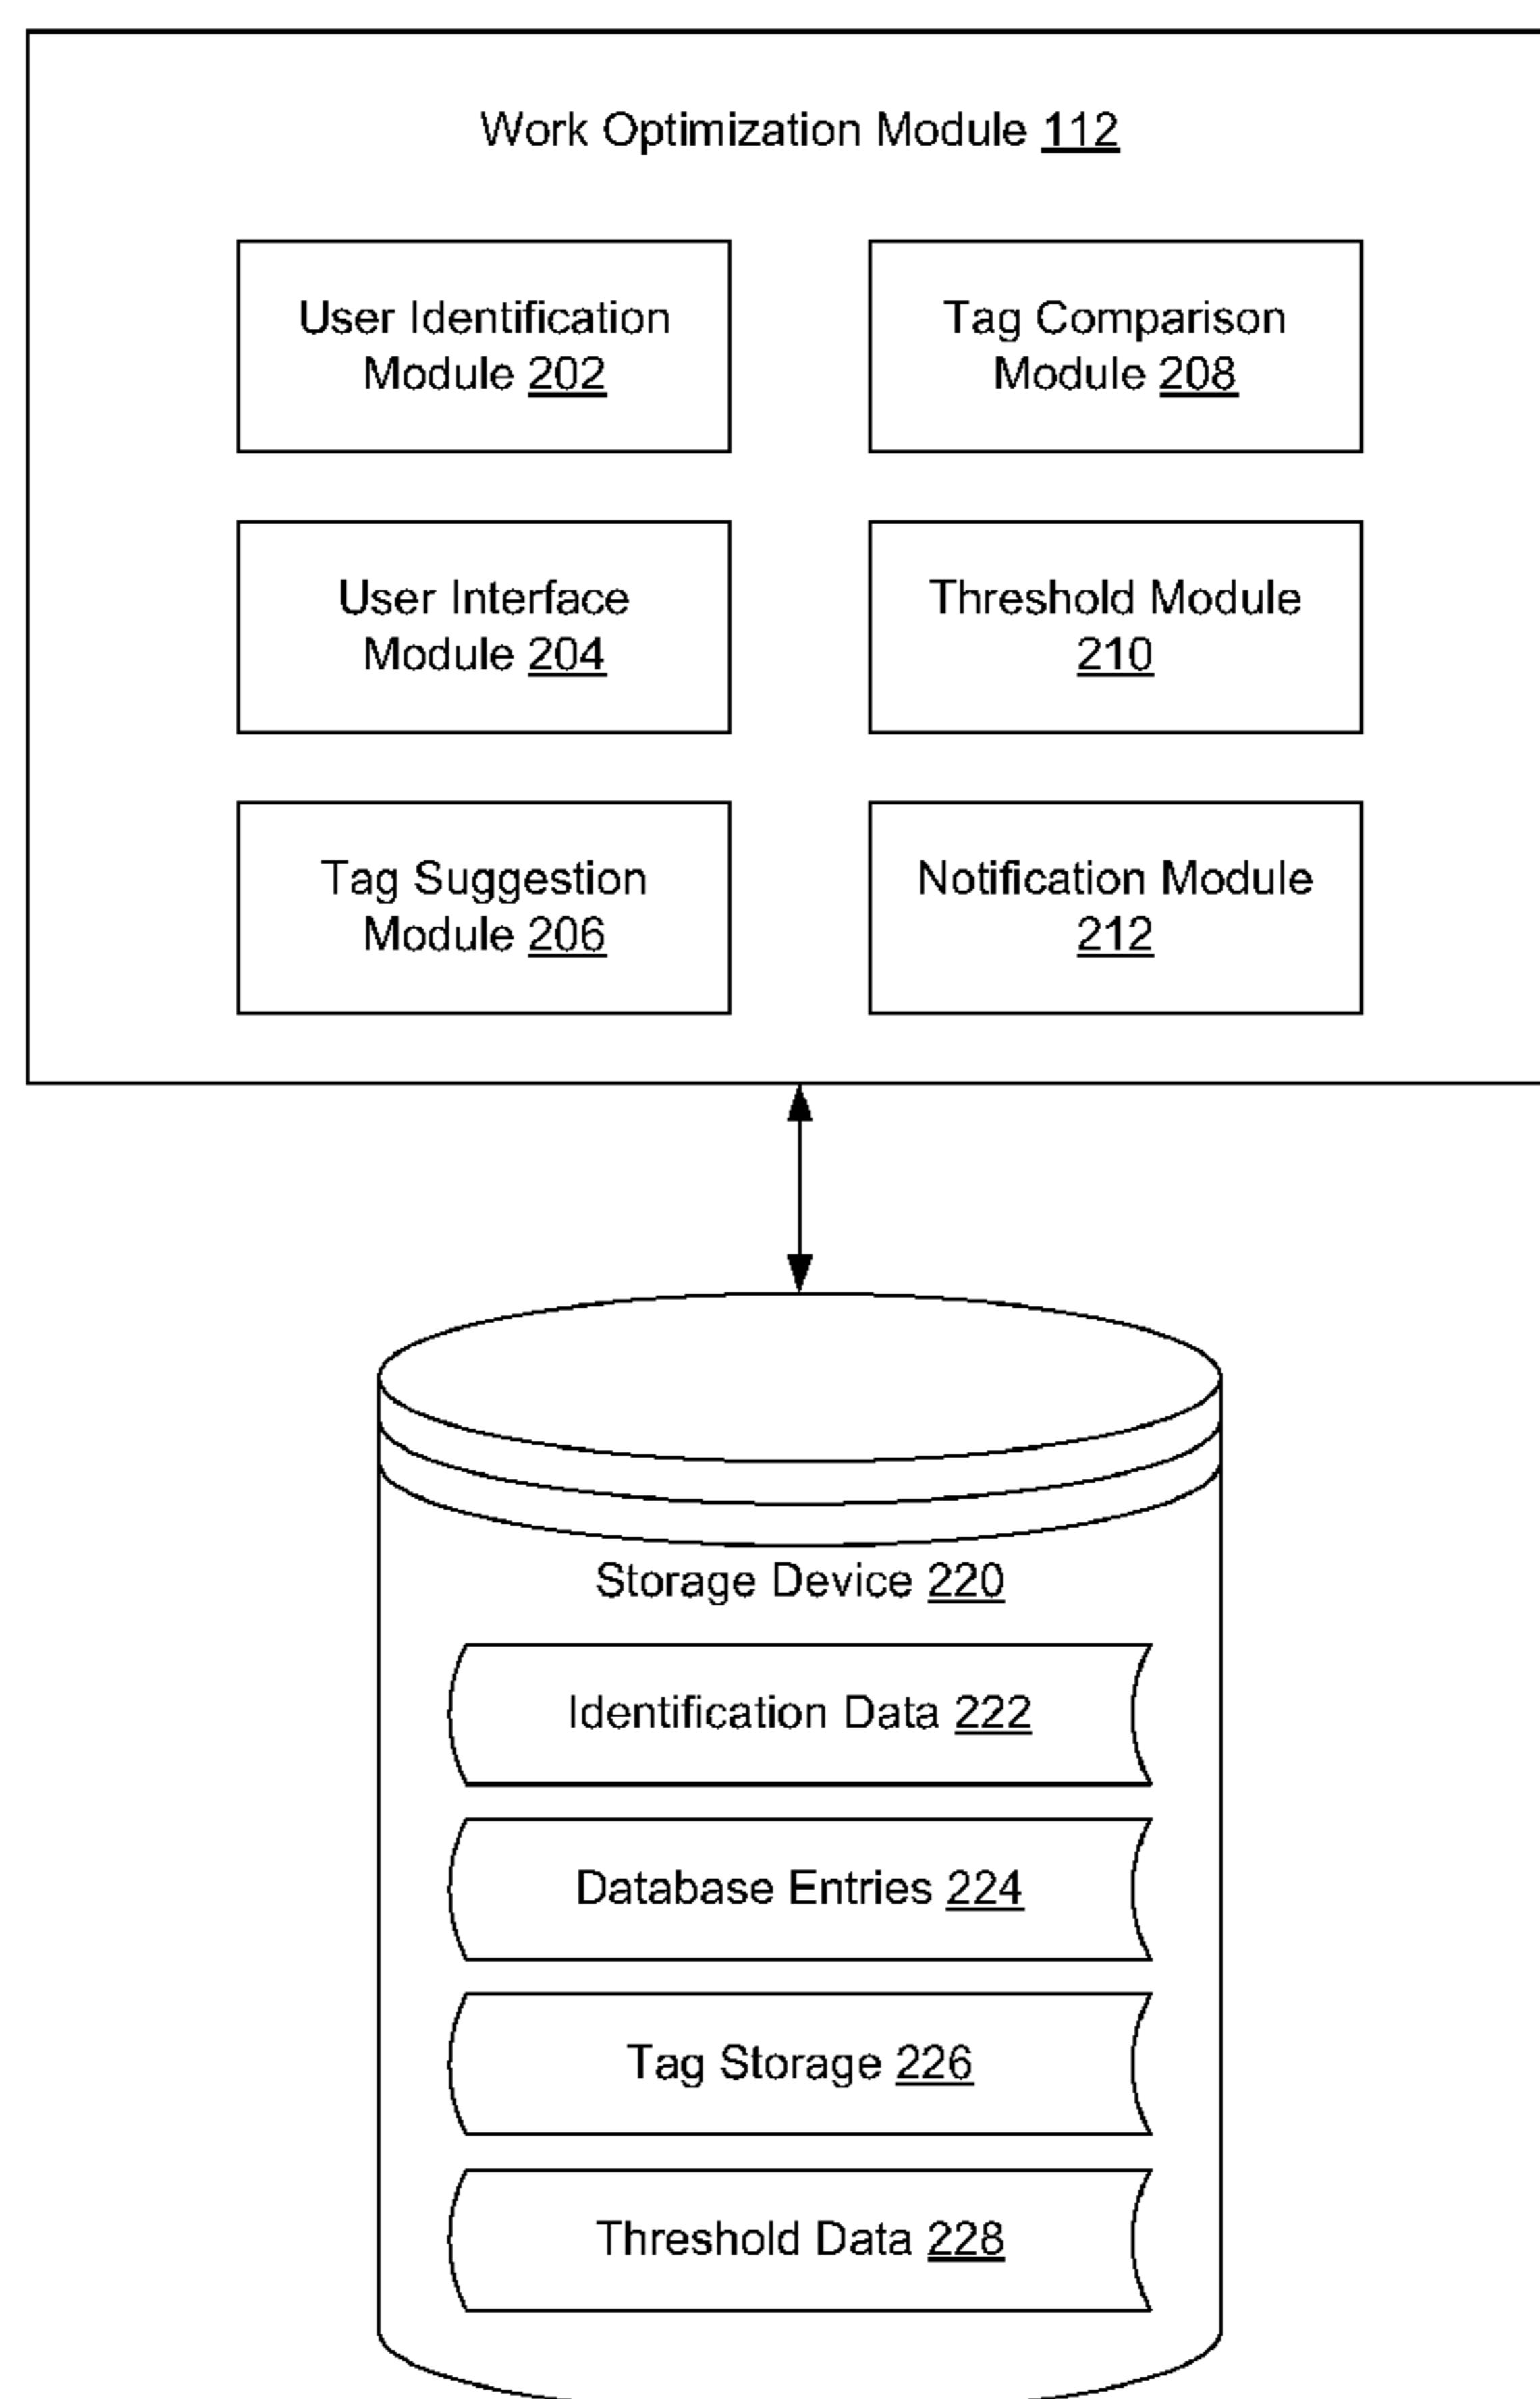 Work Optimization Module 112
User Identification
Module 202
Tag Comparison
Module 208
User Interface
Module 204
Threshold Module
210
Tag Suggestion
Module 206
Notification Module
212
Storage Device 220
Identification Data 222
Database Entries 224
Tag Storage 226
Threshold Data 228